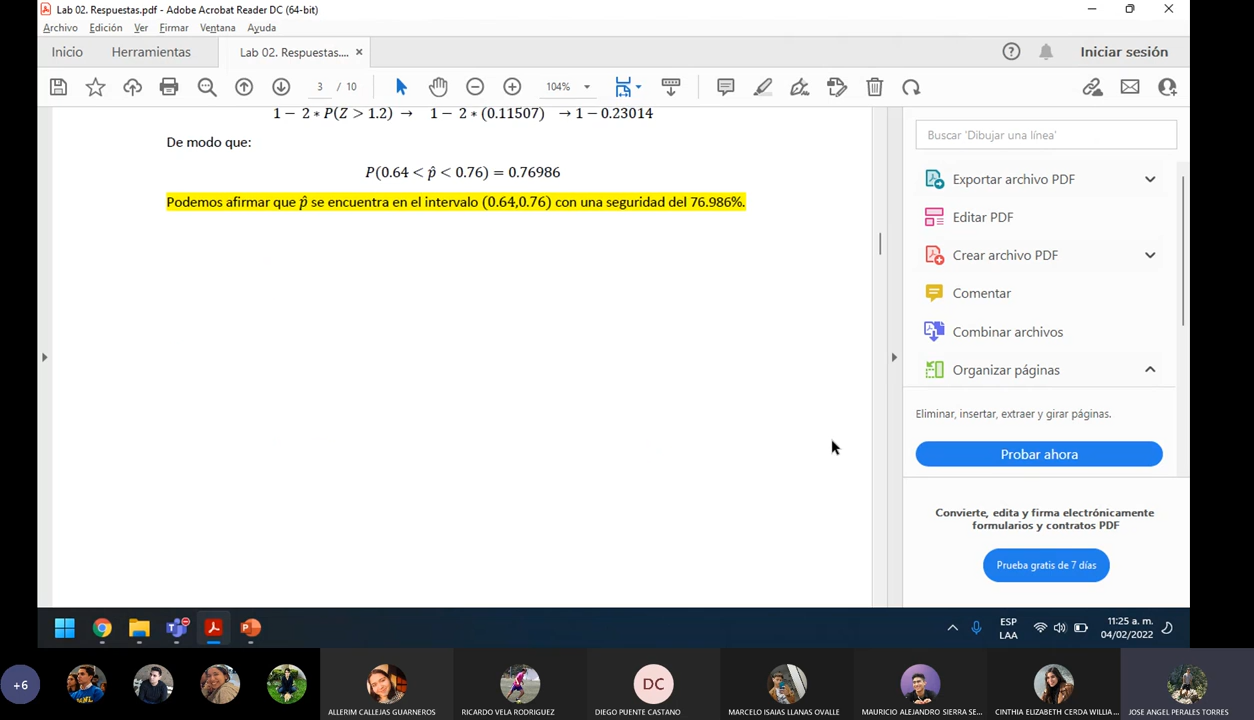 Lab 02. Respuestas.pdf - Adobe Acrobat Reader DC (64-bit)
Archivo Edición Ver Firmar Ventana Ayuda
Inicio Herramientas Lab 02. Respuestas.... × Iniciar sesión
3 / 10 104%
1 − 2 ∗ P(Z > 1.2) → 1 − 2 ∗ (0.11507) → 1 − 0.23014
De modo que:
P(0.64 < p̂ < 0.76) = 0.76986
Podemos afirmar que p̂ se encuentra en el intervalo (0.64,0.76) con una seguridad del 76.986%.
Buscar 'Dibujar una línea'
Exportar archivo PDF
Editar PDF
Crear archivo PDF
Comentar
Combinar archivos
Organizar páginas
Eliminar, insertar, extraer y girar páginas.
Probar ahora
Convierte, edita y firma electrónicamente
formularios y contratos PDF
Prueba gratis de 7 días
ESP
LAA
11:25 a. m.
04/02/2022
+6
DC
ALLERIM CALLEJAS GUARNEROS
RICARDO VELA RODRIGUEZ
DIEGO PUENTE CASTANO
MARCELO ISAIAS LLANAS OVALLE
MAURICIO ALEJANDRO SIERRA SE...
CINTHIA ELIZABETH CERDA WILLIA...
JOSE ANGEL PERALES TORRES